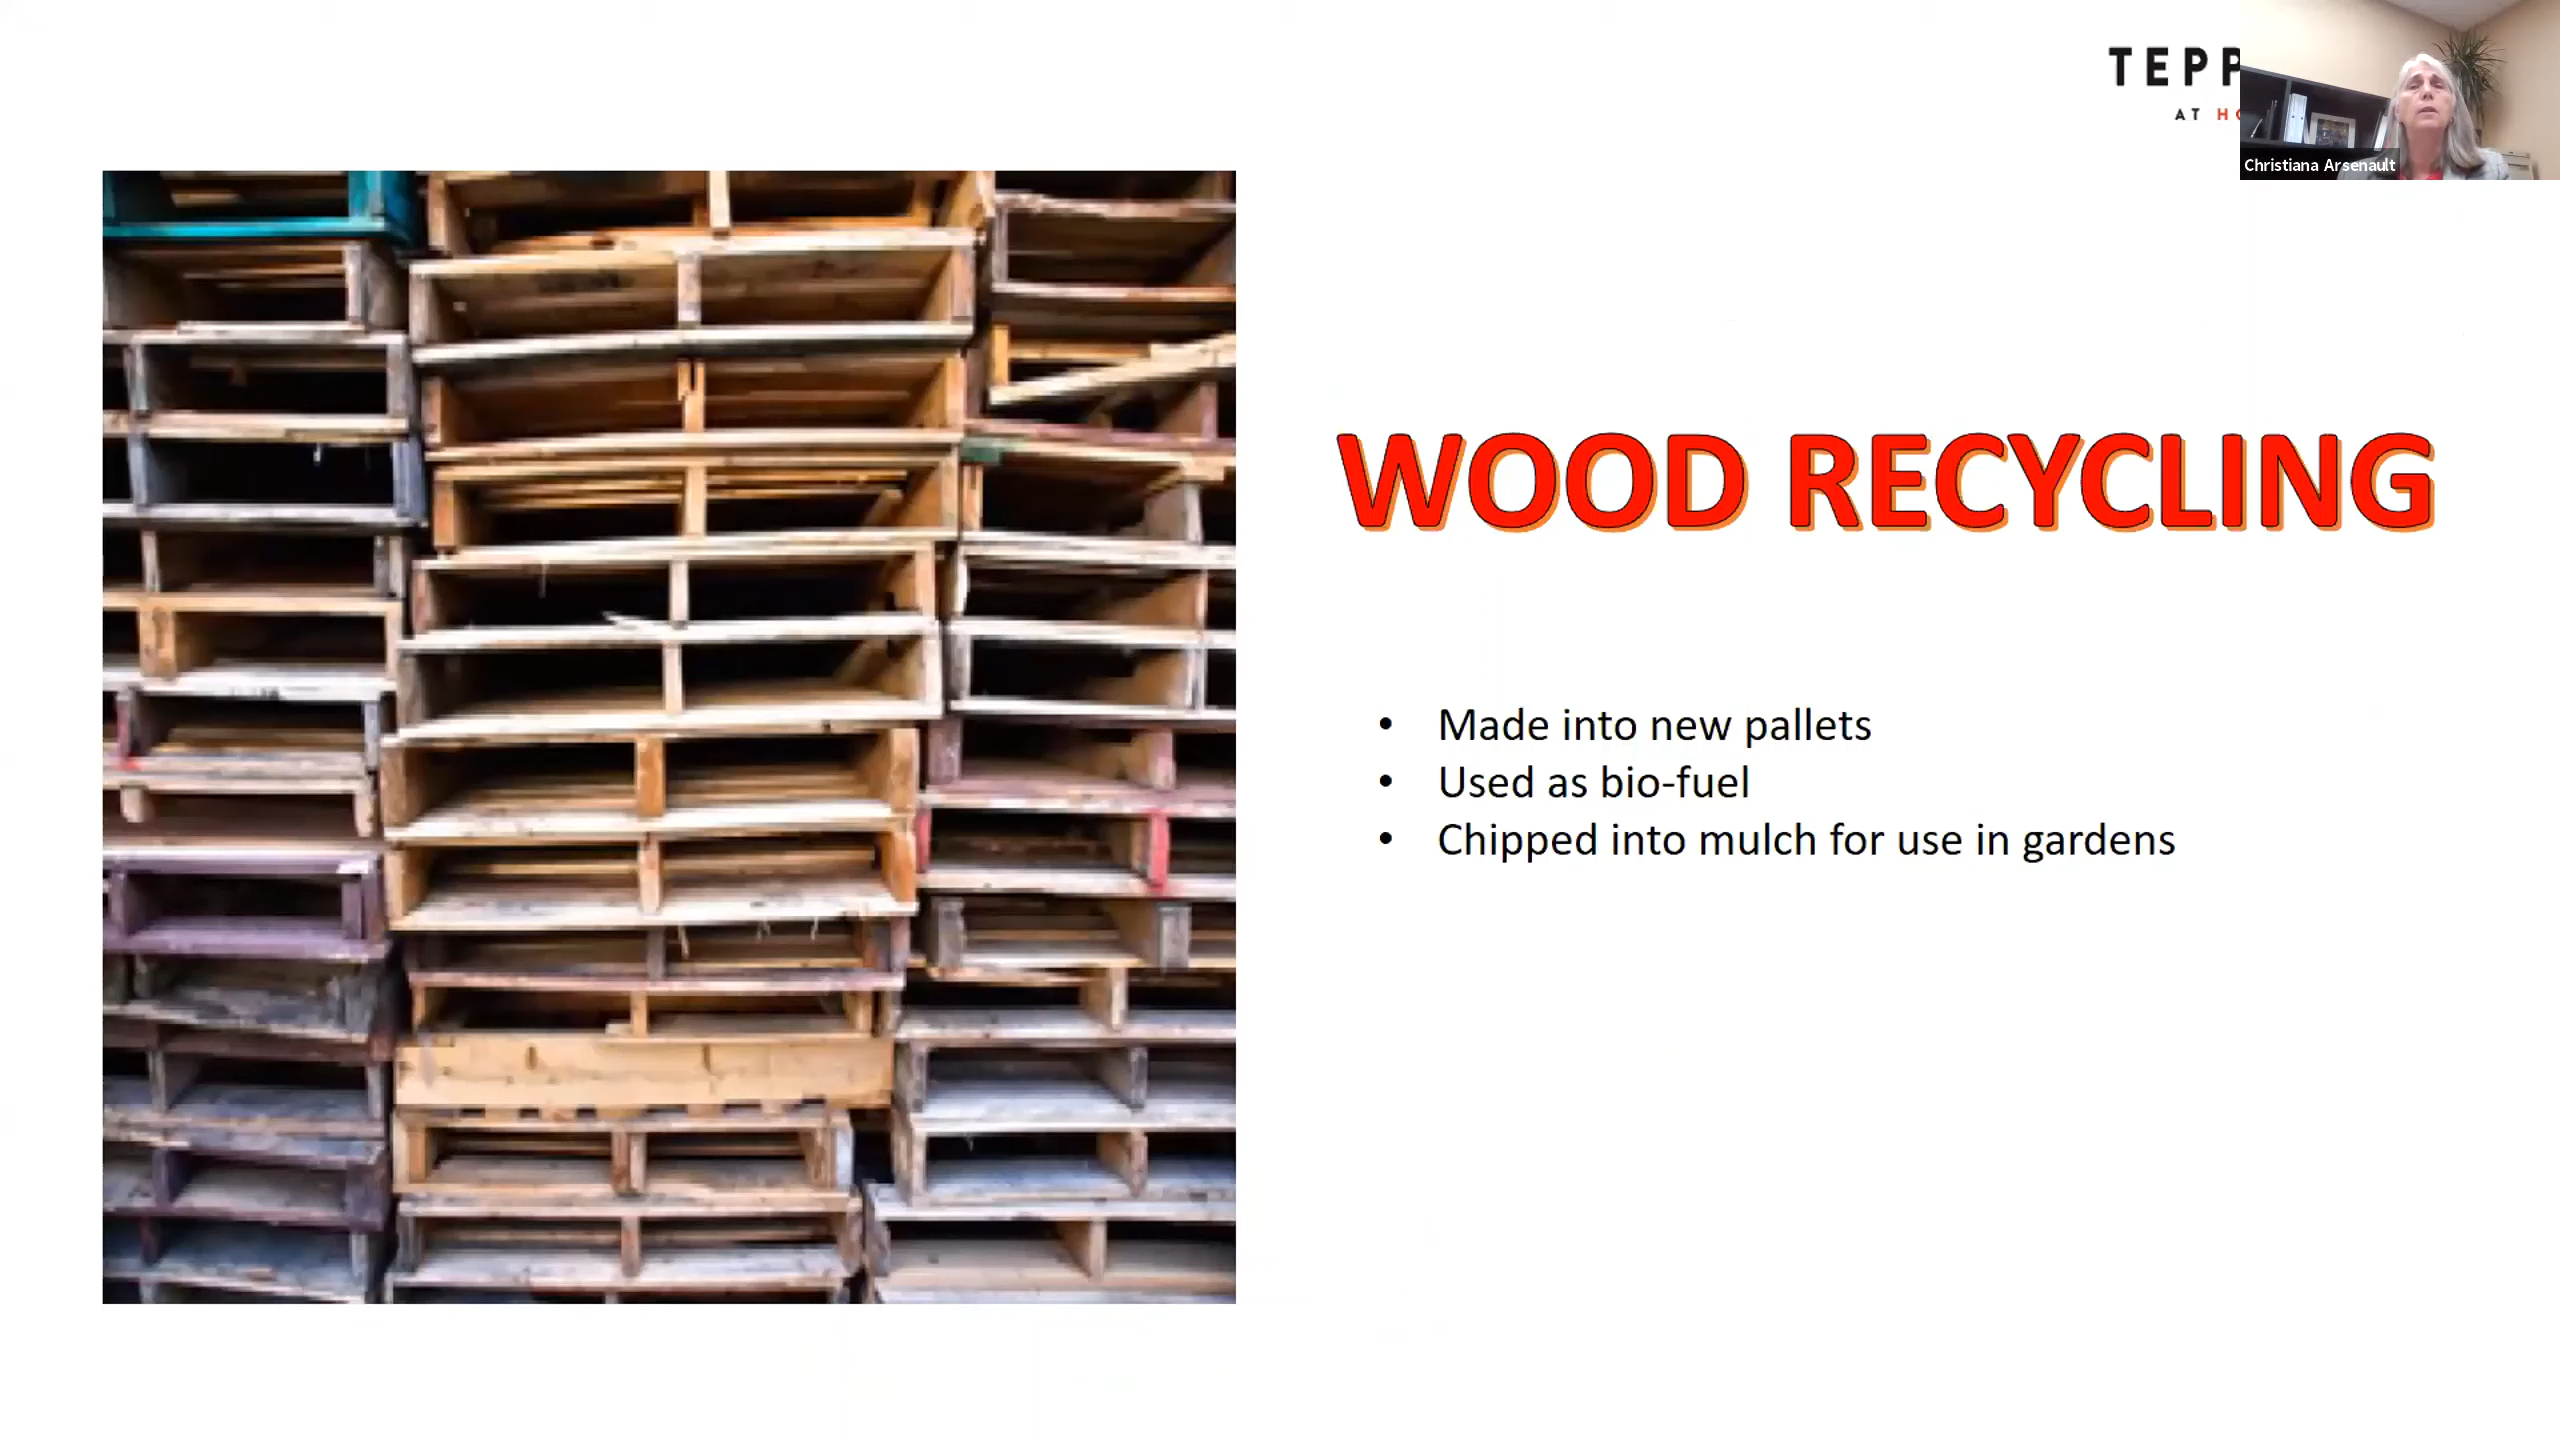 TEPP
AT HO
Christiana Arsenault
WOOD RECYCLING
• Made into new pallets
• Used as bio-fuel
• Chipped into mulch for use in gardens